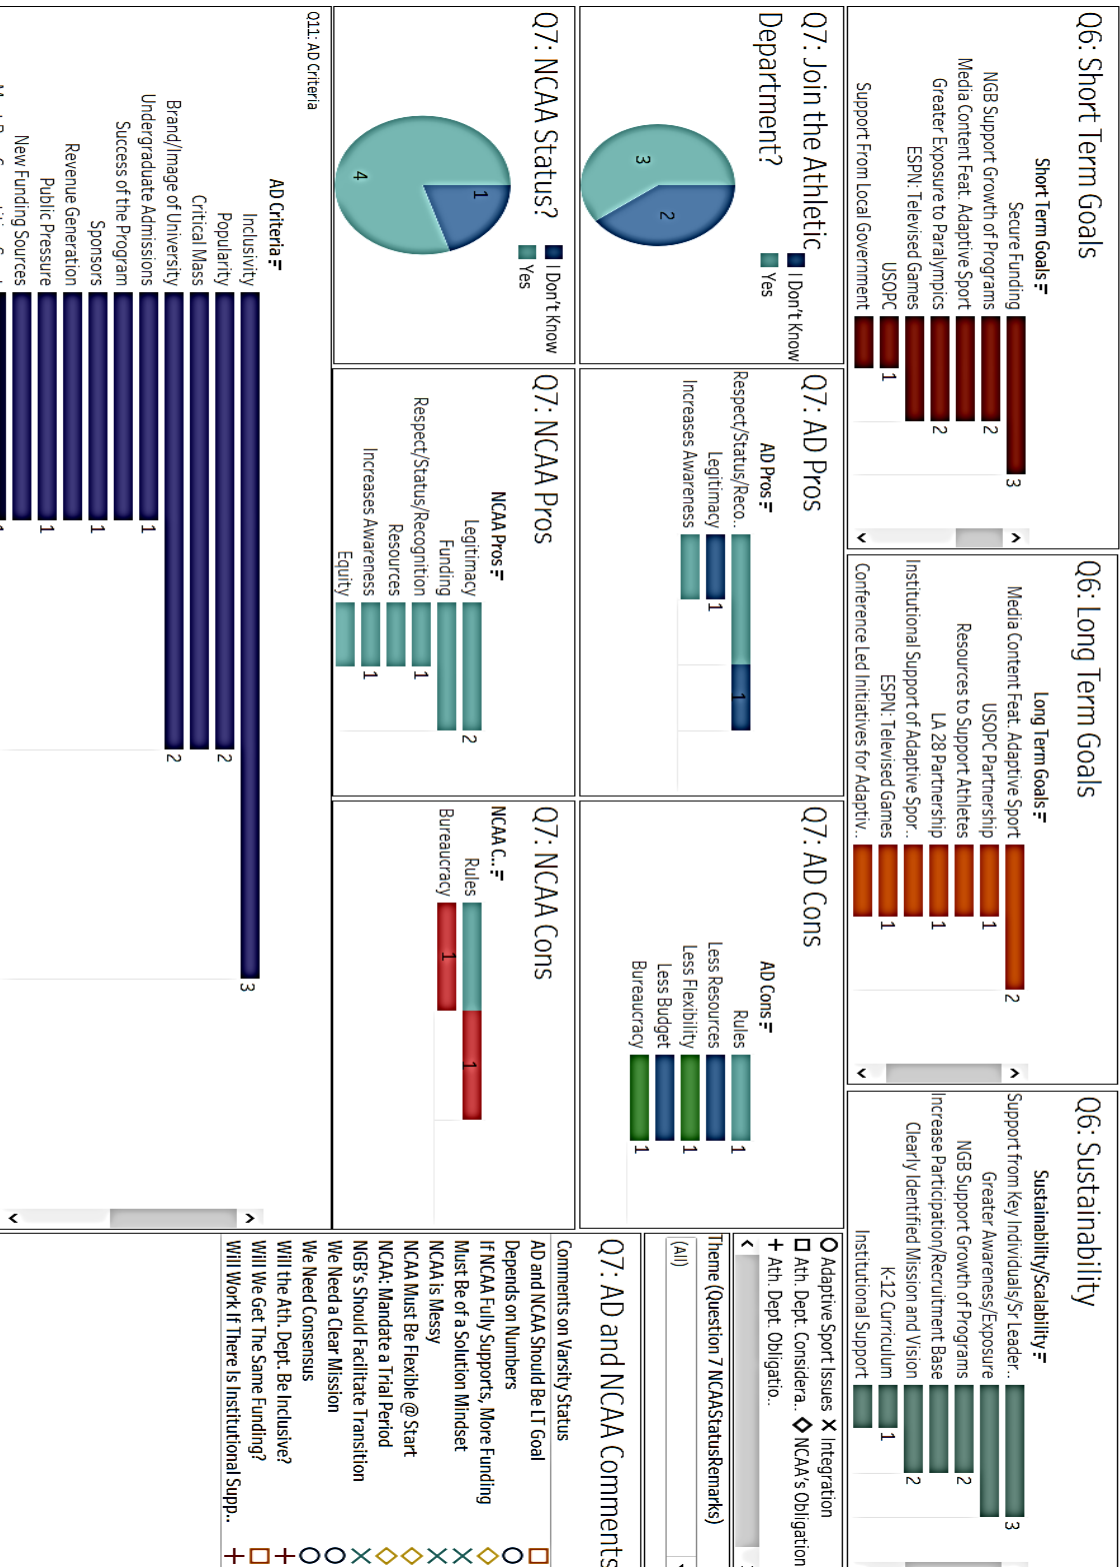 Q6: Short Term Goals
Short Term Goals
Secure Funding
3
NGB Support Growth of Programs
2
Media Content Feat. Adaptive Sport
Greater Exposure to Paralympics
2
ESPN: Televised Games
USOPC
1
Support From Local Government
Q6: Long Term Goals
Long Term Goals
Media Content Feat. Adaptive Sport
2
USOPC Partnership
1
Resources to Support Athletes
LA 28 Partnership
1
Institutional Support of Adaptive Spor..
ESPN: Televised Games
1
Conference Led Initiatives for Adaptiv..
Q6: Sustainability
Sustainability/Scalability
Support from Key Individuals/Sr Leader..
3
Greater Awareness/Exposure
NGB Support Growth of Programs
2
Increase Participation/Recruitment Base
Clearly Identified Mission and Vision
2
K-12 Curriculum
1
Institutional Support
Q7: Join the Athletic
Department?
I Don't Know
Yes
2
3
Q7: AD Pros
AD Pros
Respect/Status/Reco..
1
Legitimacy
1
Increases Awareness
Q7: AD Cons
AD Cons
Rules
1
Less Resources
Less Flexibility
1
Less Budget
Bureaucracy
1
O Adaptive Sport Issues X Integration
Ath. Dept. Considera.. NCAA's Obligation
+ Ath. Dept. Obligatio..
Theme (Question 7 NCAAStatusRemarks)
(All)
Q7: NCAA Status?
I Don't Know
Yes
1
4
Q7: NCAA Pros
NCAA Pros
Legitimacy
2
Funding
Respect/Status/Recognition
1
Resources
Increases Awareness
1
Equity
Q7: NCAA Cons
NCAA C..
Rules
1
Bureaucracy
1
Q7: AD and NCAA Comments
Comments on Varsity Status
AD and NCAA Should Be LT Goal
Depends on Numbers
If NCAA Fully Supports, More Funding
Must Be of a Solution Mindset
NCAA is Messy
NCAA Must Be Flexible @ Start
NCAA: Mandate a Trial Period
NGB's Should Facilitate Transition
We Need a Clear Mission
We Need Consensus
Will the Ath. Dept. Be Inclusive?
Will We Get The Same Funding?
Will Work If There Is Institutional Supp..
Q11: AD Criteria
AD Criteria
Inclusivity
3
Popularity
2
Critical Mass
Brand/Image of University
2
Undergraduate Admissions
1
Success of the Program
Sponsors
1
Revenue Generation
Public Pressure
1
New Funding Sources